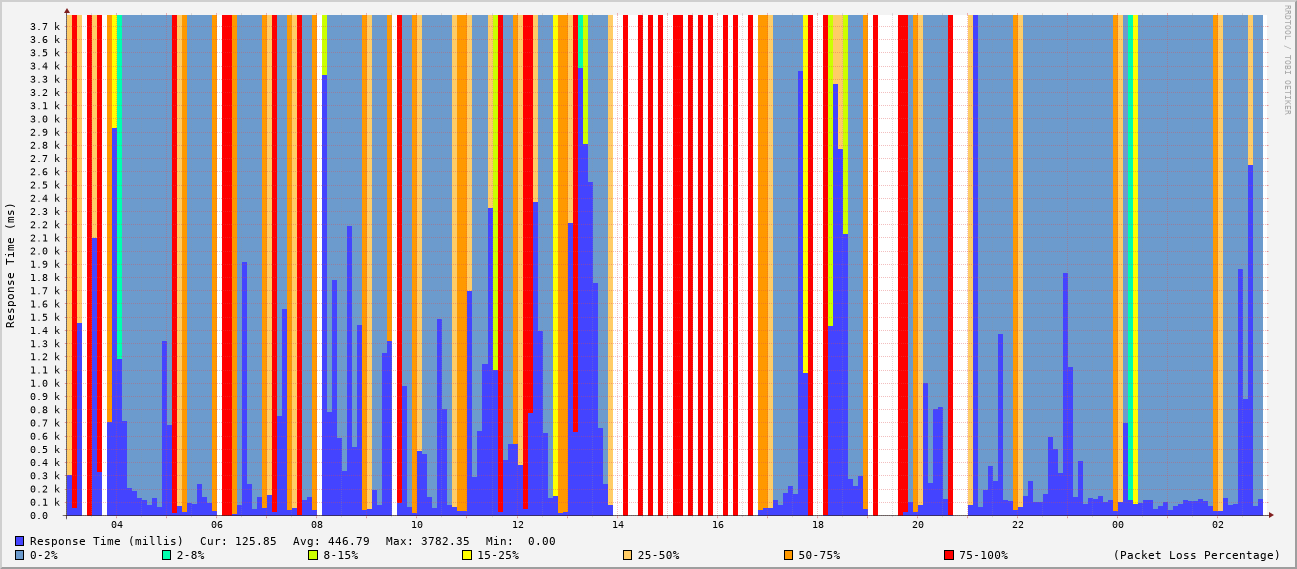 3.7 k
3.6 k
3.5 k
3.4 k
3.3 k
3.2 k
3.1 k
3.0 k
2.9 k
2.8 k
2.7 k
2.6 k
2.5 k
2.4 k
2.3 k
2.2 k
2.1 k
2.0 k
1.9 k
1.8 k
1.7 k
1.6 k
1.5 k
1.4 k
1.3 k
1.2 k
1.1 k
1.0 k
0.9 k
0.8 k
0.7 k
0.6 k
0.5 k
0.4 k
0.3 k
0.2 k
0.1 k
0.0
Response Time (ms)
RRDTOOL / TOBI OETIKER
04 06 08 10 12 14 16 18 20 22 00 02
Response Time (millis) Cur: 125.85 Avg: 446.79 Max: 3782.35 Min: 0.00
0-2% 2-8% 8-15% 15-25% 25-50% 50-75% 75-100% (Packet Loss Percentage)